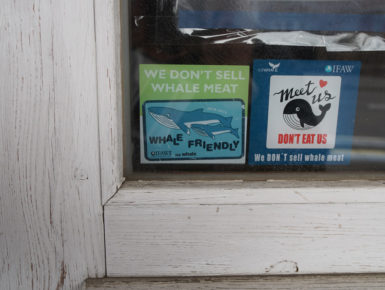 WE DON'T SELL
WHALE MEAT
WHALE FRIENDLY
IFAW
Meet us
DON'T EAT US
We DON'T sell whale meat